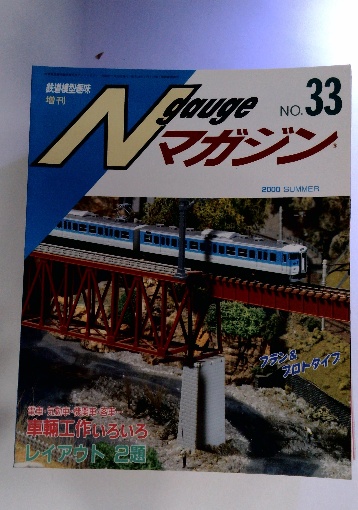 鉄道模型趣味
増刊
N gauge
マガジン
NO.33
2000 SUMMER
プラン&
プロトタイプ
車輌工作いろいろ
レイアウト 2題